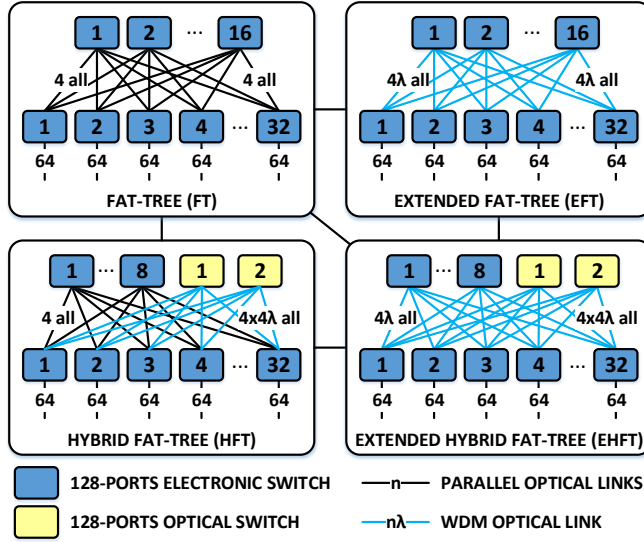 1 2 ... 16
4 all 4 all
1 2 3 4 ... 32
64 64 64 64 64
FAT-TREE (FT)
1 2 ... 16
4λ all 4λ all
1 2 3 4 ... 32
64 64 64 64 64
EXTENDED FAT-TREE (EFT)
1 ... 8 1 2
4 all 4x4λ all
1 2 3 4 ... 32
64 64 64 64 64
HYBRID FAT-TREE (HFT)
1 ... 8 1 2
4λ all 4x4λ all
1 2 3 4 ... 32
64 64 64 64 64
EXTENDED HYBRID FAT-TREE (EHFT)
128-PORTS ELECTRONIC SWITCH
n PARALLEL OPTICAL LINKS
128-PORTS OPTICAL SWITCH
nλ WDM OPTICAL LINK